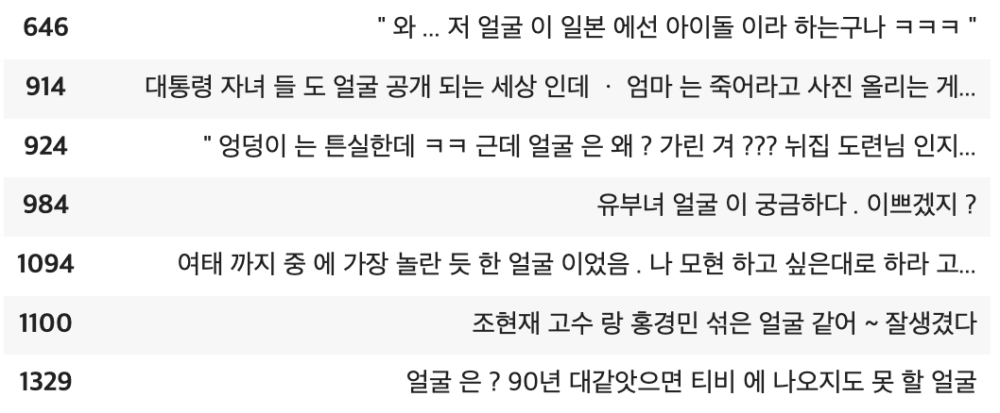 646 " 와 ... 저 얼굴 이 일본 에선 아이돌 이라 하는구나 ㅋㅋㅋ "
914 대통령 자녀 들 도 얼굴 공개 되는 세상 인데 · 엄마 는 죽어라고 사진 올리는 게...
924 " 엉덩이 는 튼실한데 ㅋㅋ 근데 얼굴 은 왜 ? 가린 겨 ??? 뉘집 도련님 인지...
984 유부녀 얼굴 이 궁금하다 . 이쁘겠지 ?
1094 여태 까지 중 에 가장 놀란 듯 한 얼굴 이었음 . 나 모현 하고 싶은대로 하라 고...
1100 조현재 고수 랑 홍경민 섞은 얼굴 같어 ~ 잘생겼다
1329 얼굴 은 ? 90년 대같앗으면 티비 에 나오지도 못 할 얼굴